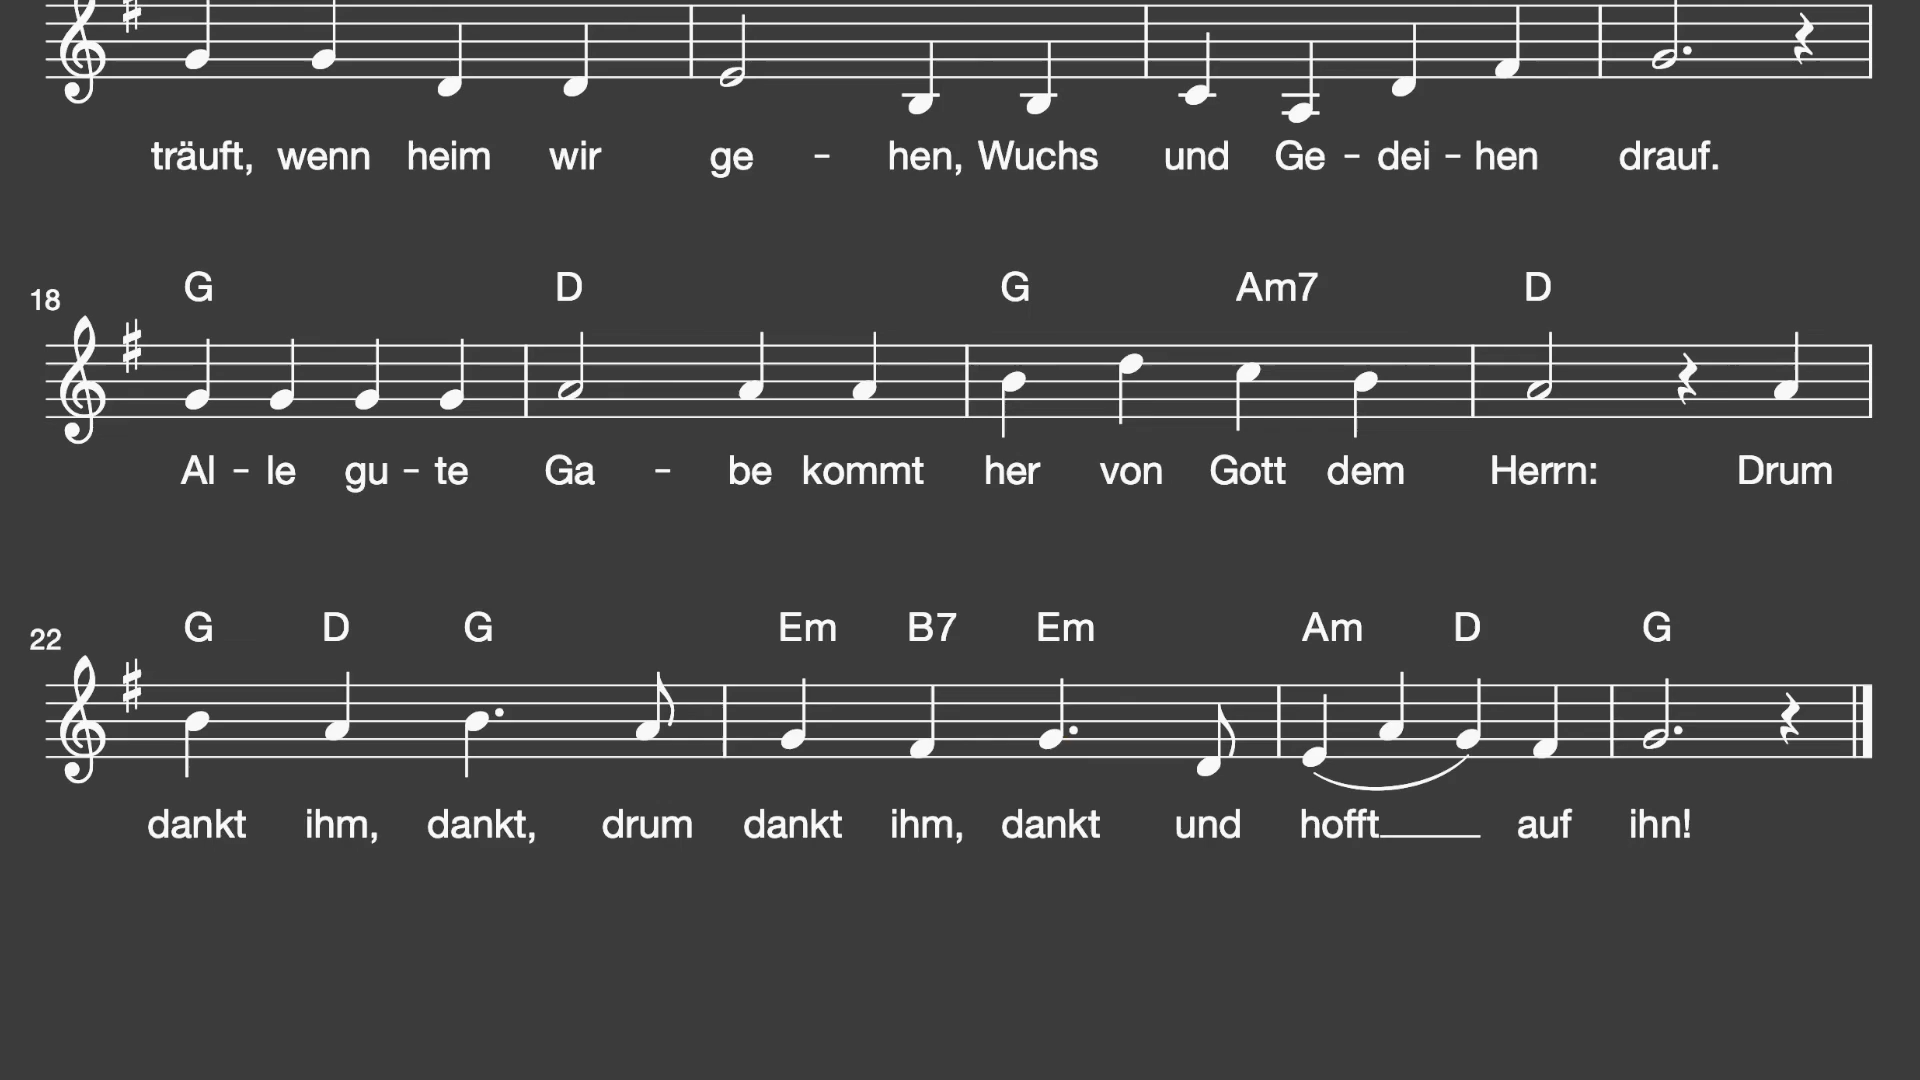 träuft, wenn heim wir ge - hen, Wuchs und Ge - dei - hen drauf.
G D G Am7 D
18
Al - le gu - te Ga - be kommt her von Gott dem Herrn: Drum
G D G Em B7 Em Am D G
22
dankt ihm, dankt, drum dankt ihm, dankt und hofft____ auf ihn!